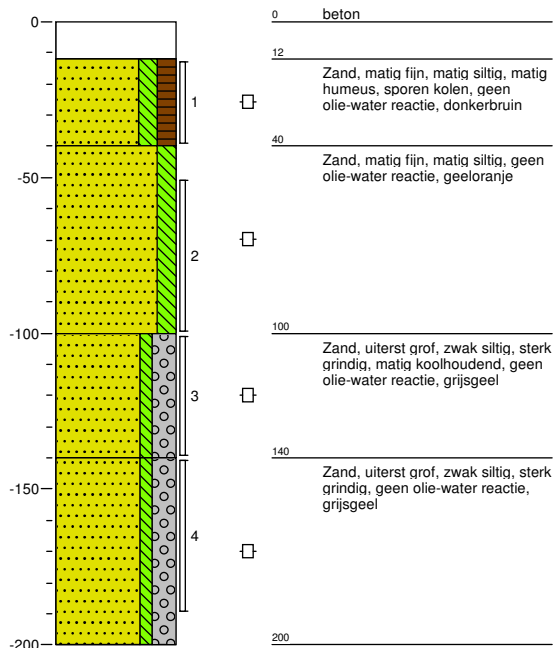 0
0
beton
12
Zand, matig fijn, matig siltig, matig
humeus, sporen kolen, geen
olie-water reactie, donkerbruin
1
40
Zand, matig fijn, matig siltig, geen
olie-water reactie, geeloranje
-50
2
-100
100
Zand, uiterst grof, zwak siltig, sterk
grindig, matig koolhoudend, geen
olie-water reactie, grijsgeel
3
140
Zand, uiterst grof, zwak siltig, sterk
grindig, geen olie-water reactie,
grijsgeel
-150
4
-200
200